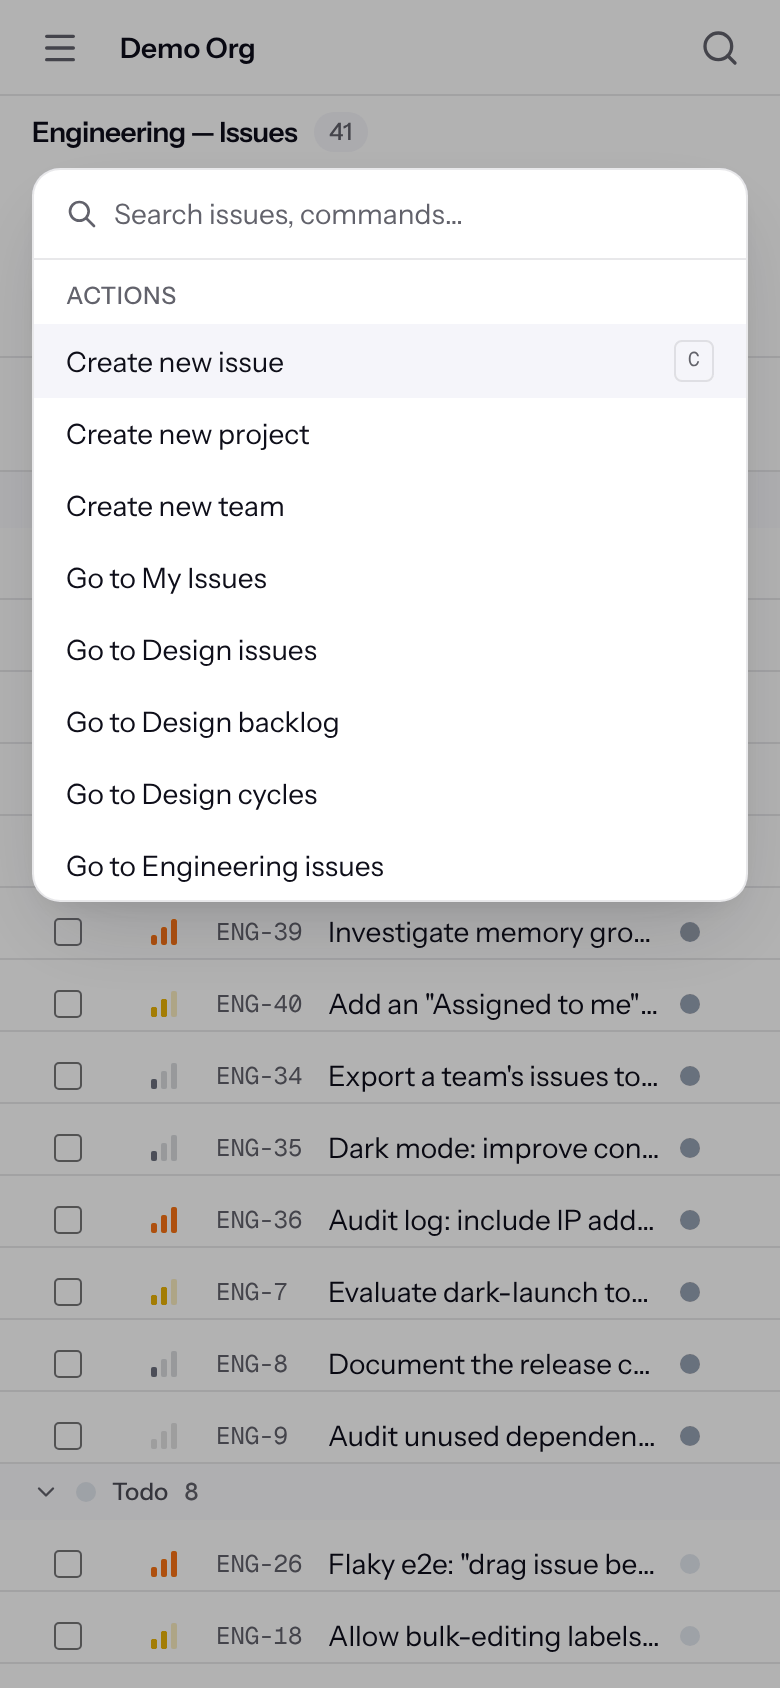 Demo Org
Engineering — Issues 41
Search issues, commands...
ACTIONS
Create new issue C
Create new project
Create new team
Go to My Issues
Go to Design issues
Go to Design backlog
Go to Design cycles
Go to Engineering issues
ENG-39 Investigate memory gro...
ENG-40 Add an "Assigned to me"...
ENG-34 Export a team's issues to...
ENG-35 Dark mode: improve con...
ENG-36 Audit log: include IP add...
ENG-7 Evaluate dark-launch to...
ENG-8 Document the release c...
ENG-9 Audit unused dependen...
Todo 8
ENG-26 Flaky e2e: "drag issue be...
ENG-18 Allow bulk-editing labels...